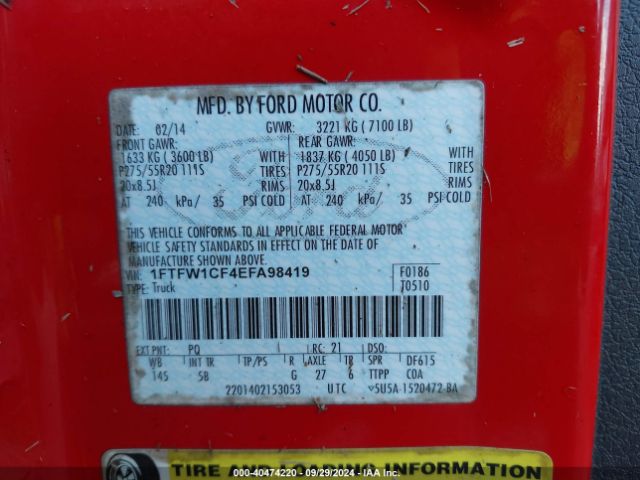 MFD. BY FORD MOTOR CO.
DATE: 02/14 GVWR: 3221 KG ( 7100 LB)
FRONT GAWR: REAR GAWR:
1633 KG ( 3600 LB) WITH 1837 KG ( 4050 LB) WITH
P275/55R20 111S TIRES P275/55R20 111S TIRES
20x8.5J RIMS 20x8.5J RIMS
AT 240 kPa/ 35 PSI COLD AT 240 kPa/ 35 PSI COLD
THIS VEHICLE CONFORMS TO ALL APPLICABLE FEDERAL MOTOR
VEHICLE SAFETY STANDARDS IN EFFECT ON THE DATE OF
MANUFACTURE SHOWN ABOVE.
VIN: 1FTFW1CF4EFA98419 F0186
TYPE: Truck T0510
EXT PNT: PQ RC: 21 DSO:
WB INT TR TP/PS R AXLE TR SPR DF615
145 SB G 27 6 TTPP COA
2201402153053 UTC 5U5A-1520472-BA
Ford
TIRE AND LOADING INFORMATION
© 40474220 - 09/29/2024 - IAA Inc.